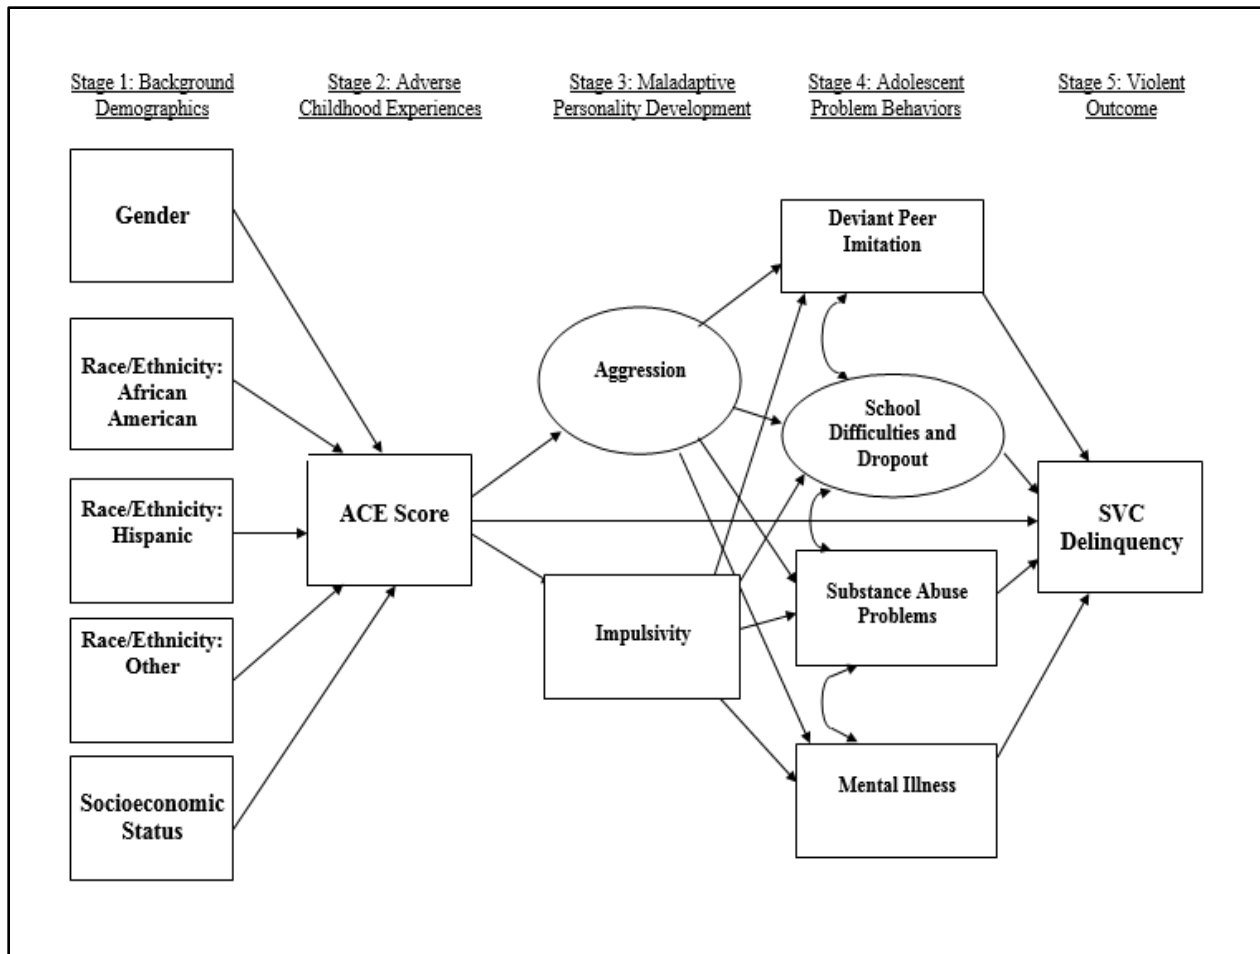 Stage 1: Background
Demographics
Stage 2: Adverse
Childhood Experiences
Stage 3: Maladaptive
Personality Development
Stage 4: Adolescent
Problem Behaviors
Stage 5: Violent
Outcome
Gender
Race/Ethnicity:
African
American
Race/Ethnicity:
Hispanic
Race/Ethnicity:
Other
Socioeconomic
Status
ACE Score
Aggression
Impulsivity
Deviant Peer
Imitation
School
Difficulties and
Dropout
Substance Abuse
Problems
Mental Illness
SVC
Delinquency